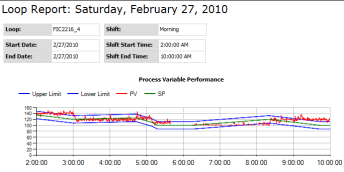 Loop Report: Saturday, February 27, 2010
Loop: FIC2216_4 Shift: Morning
Start Date: 2/27/2010 Shift Start Time: 2:00:00 AM
End Date: 2/27/2010 Shift End Time: 10:00:00 AM
Process Variable Performance
Upper Limit Lower Limit PV SP
160
140
120
100
80
60
40
20
0
2:00:00 3:00:00 4:00:00 5:00:00 6:00:00 7:00:00 8:00:00 9:00:00 10:00:00